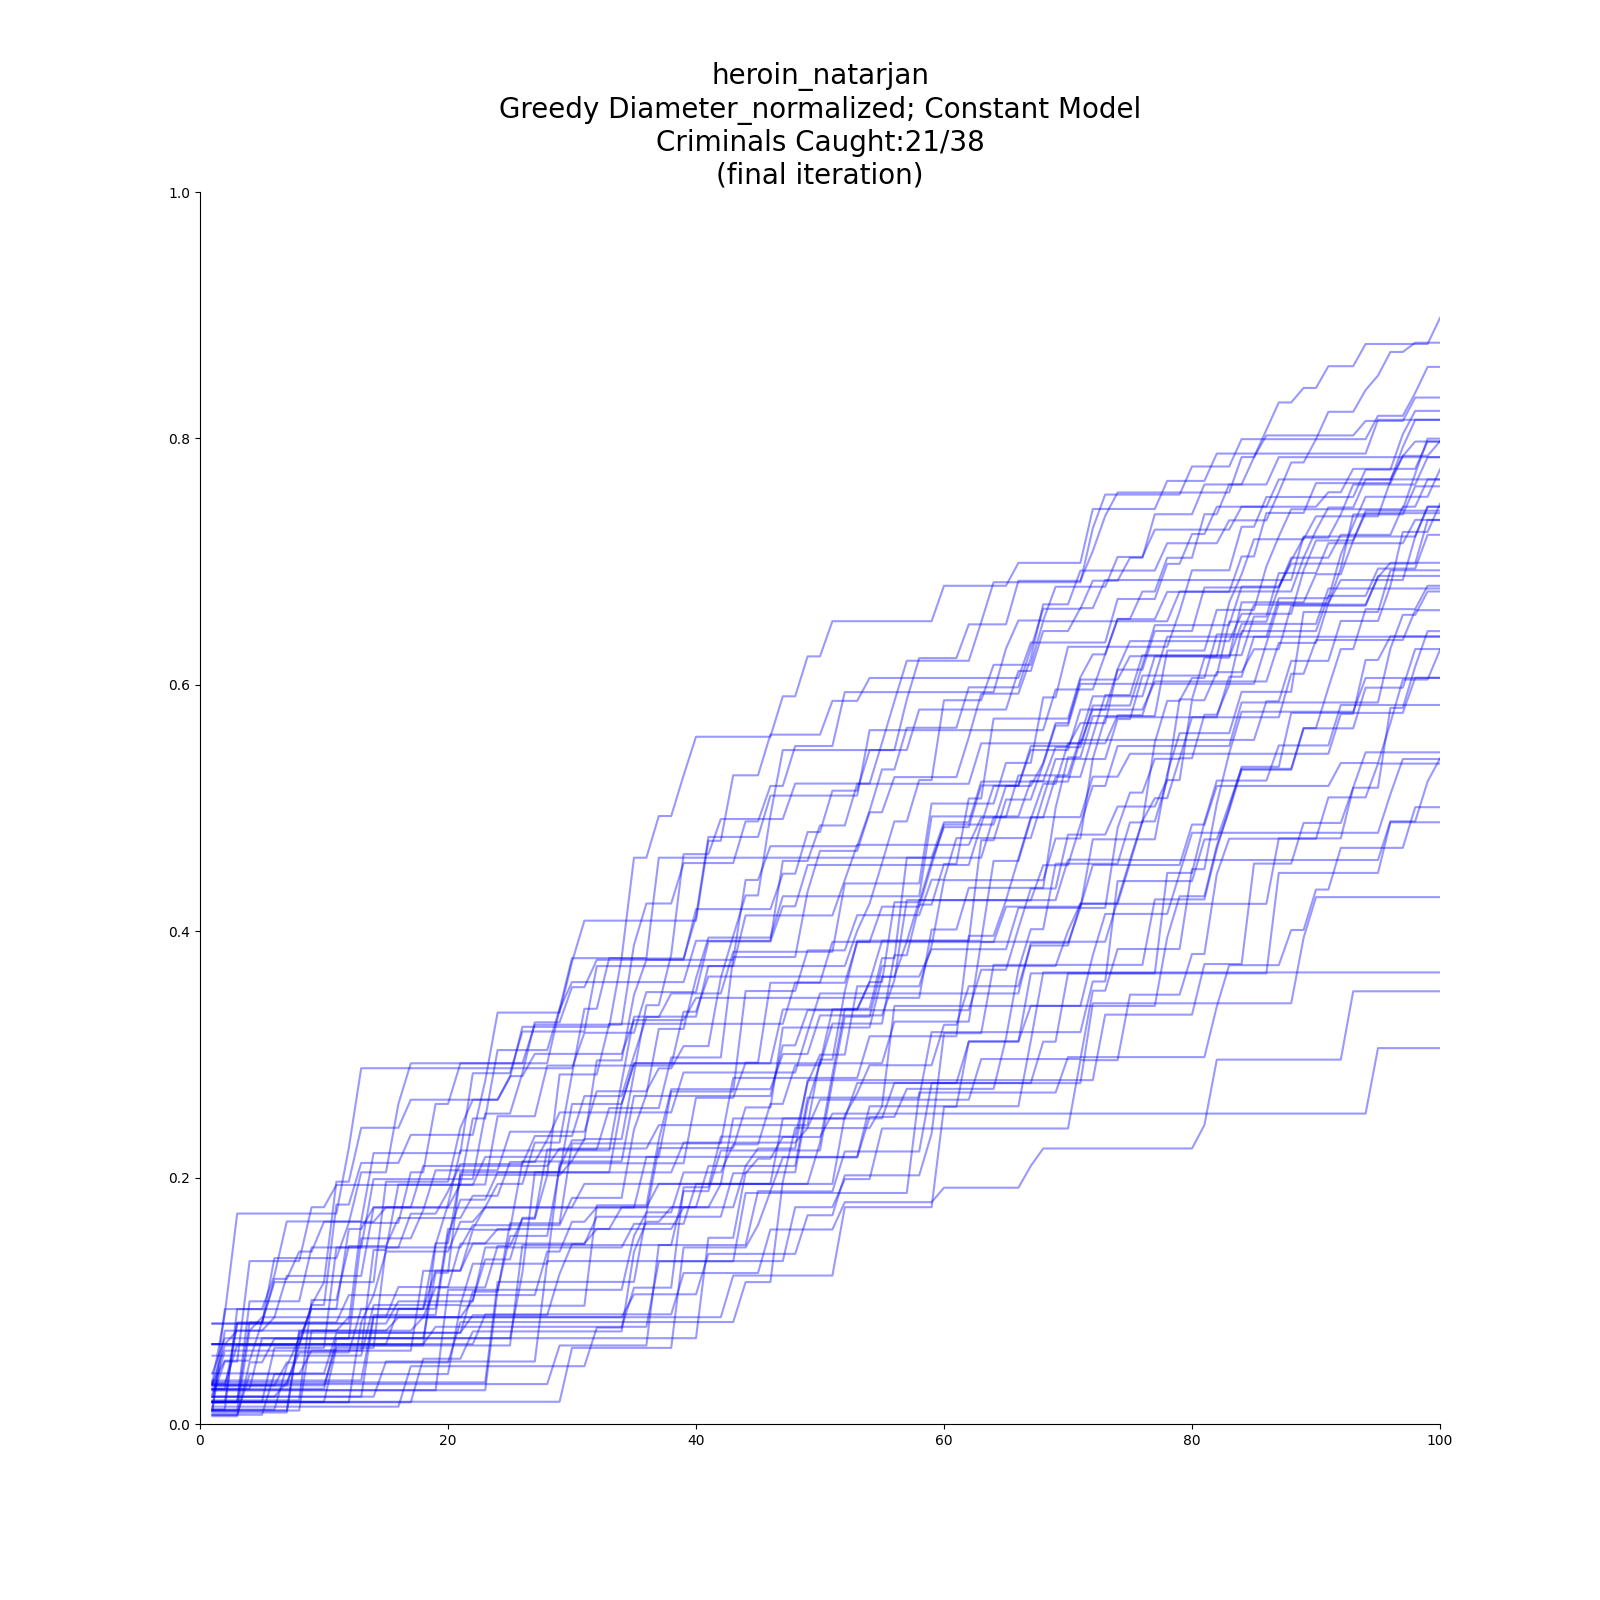 heroin_natarjan
Greedy Diameter_normalized; Constant Model
Criminals Caught:21/38
(final iteration)
1.0
0.8
0.6
0.4
0.2
0.0
0 20 40 60 80 100